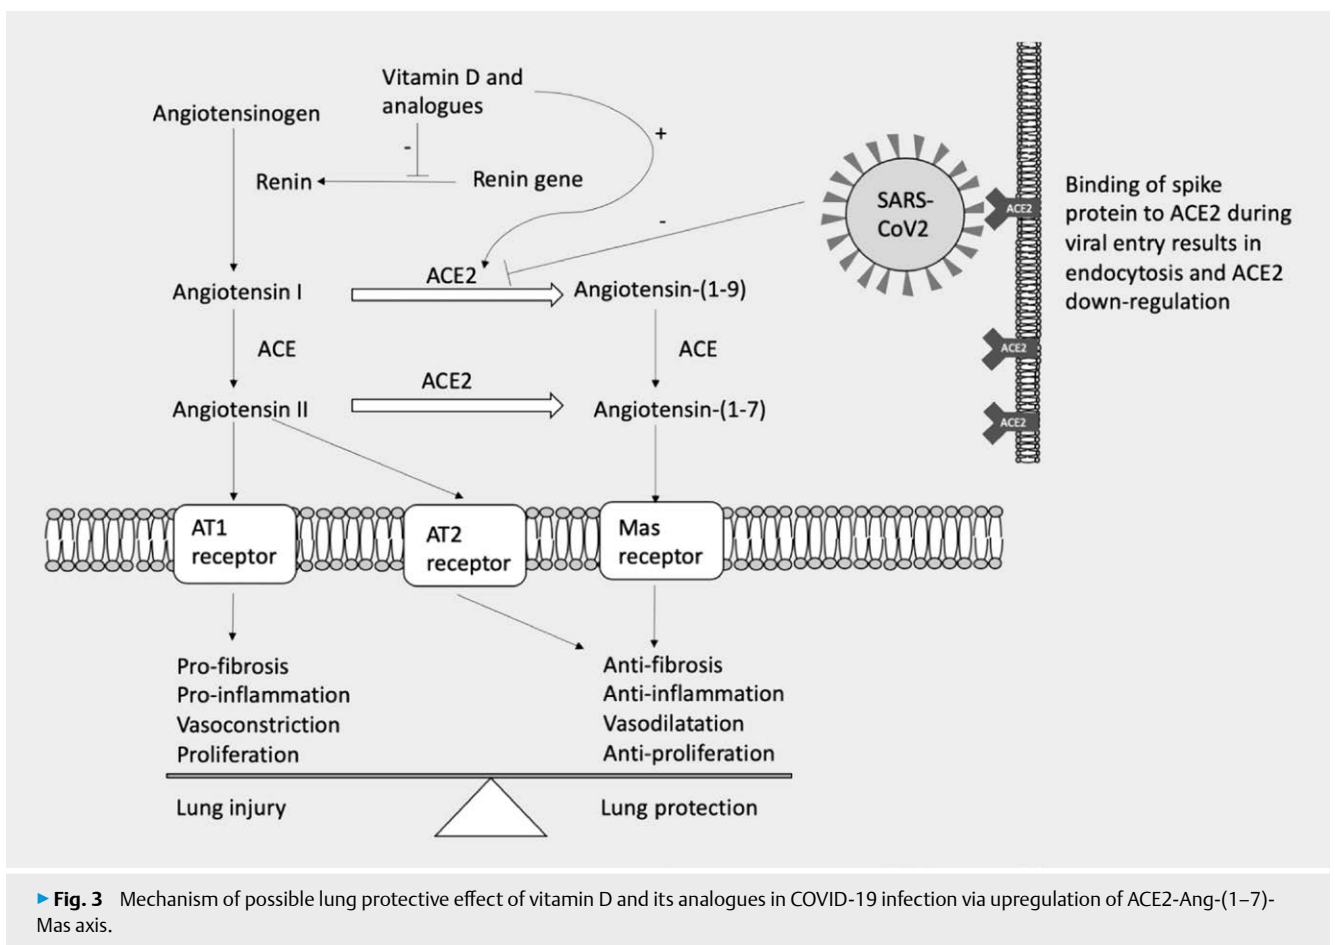 Vitamin D and
analogues
Angiotensinogen
+
-
Renin
Renin gene
-
SARS-
CoV2
ACE2
Binding of spike
protein to ACE2 during
viral entry results in
endocytosis and ACE2
down-regulation
Angiotensin I
ACE2
Angiotensin-(1-9)
ACE
ACE
ACE2
Angiotensin II
ACE2
Angiotensin-(1-7)
ACE2
AT1
receptor
AT2
receptor
Mas
receptor
Pro-fibrosis
Pro-inflammation
Vasoconstriction
Proliferation
Anti-fibrosis
Anti-inflammation
Vasodilatation
Anti-proliferation
Lung injury
Lung protection
▶ Fig. 3 Mechanism of possible lung protective effect of vitamin D and its analogues in COVID-19 infection via upregulation of ACE2-Ang-(1–7)-
Mas axis.